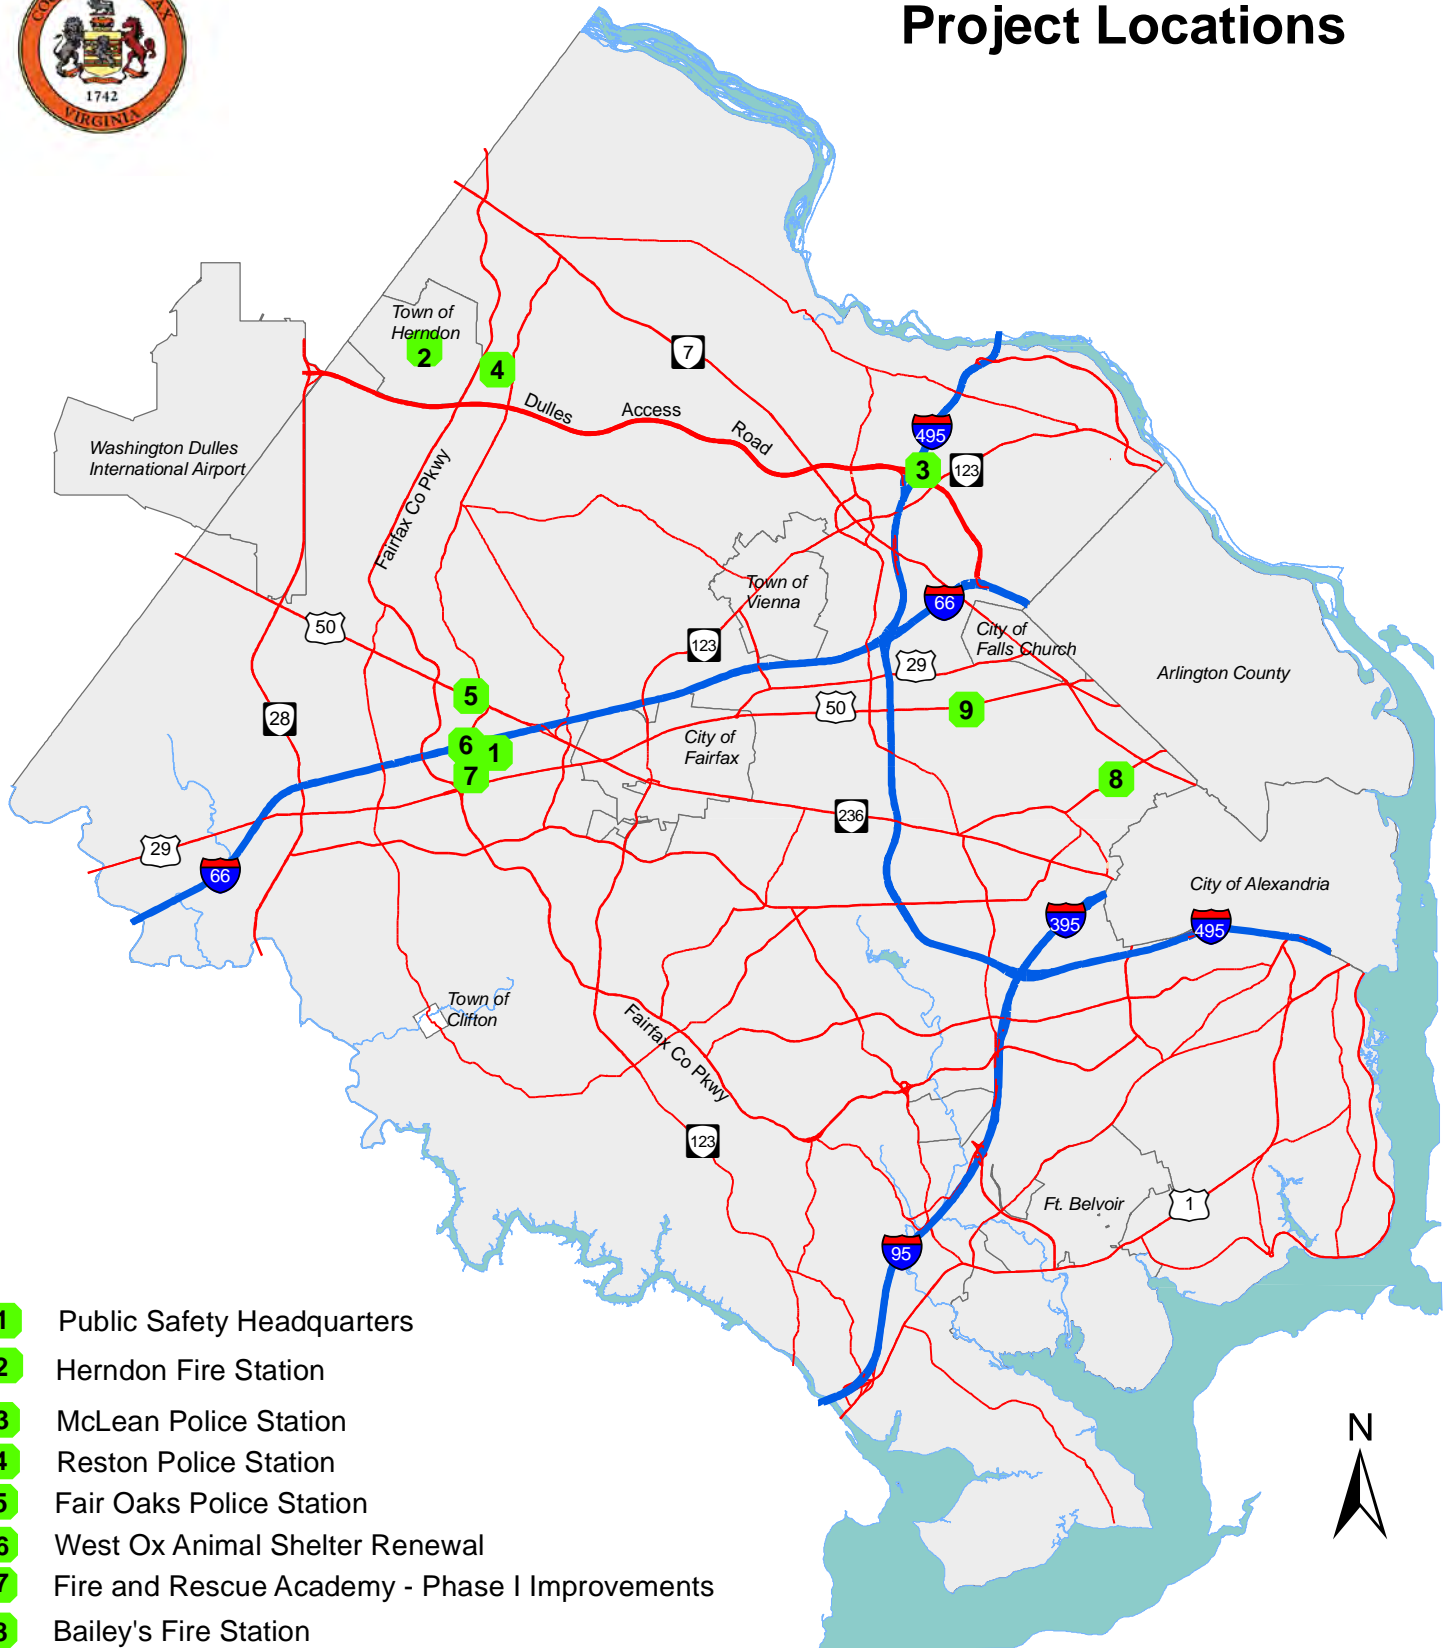 Project Locations
1742
VIRGINIA
Town of
Herndon
2
4
7
Dulles
Access
Road
495
3
123
Washington Dulles
International Airport
Fairfax Co Pkwy
Town of
Vienna
66
50
123
City of
Falls Church
29
Arlington County
5
50
9
28
6
1
7
City of
Fairfax
8
236
29
66
City of Alexandria
395
495
Town of
Clifton
Fairfax Co Pkwy
123
Ft. Belvoir
1
95
1 Public Safety Headquarters
2 Herndon Fire Station
3 McLean Police Station
4 Reston Police Station
5 Fair Oaks Police Station
6 West Ox Animal Shelter Renewal
7 Fire and Rescue Academy - Phase I Improvements
8 Bailey's Fire Station
N